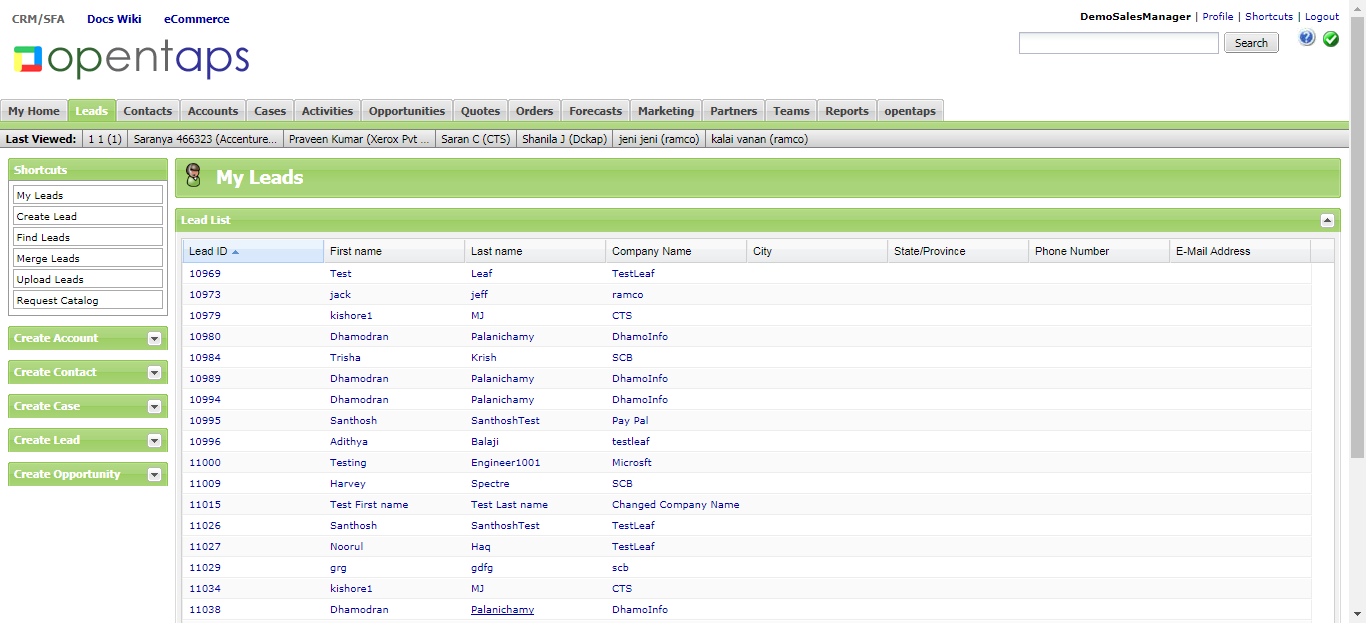 CRM/SFA Docs Wiki eCommerce
DemoSalesManager | Profile | Shortcuts | Logout
opentaps
Search
My Home Leads Contacts Accounts Cases Activities Opportunities Quotes Orders Forecasts Marketing Partners Teams Reports opentaps
Last Viewed: 1 1 (1) Saranya 466323 (Accenture... Praveen Kumar (Xerox Pvt ... Saran C (CTS) Shanila J (Dckap) jeni jeni (ramco) kalai vanan (ramco)
Shortcuts
My Leads
Create Lead
Find Leads
Merge Leads
Upload Leads
Request Catalog
Create Account
Create Contact
Create Case
Create Lead
Create Opportunity
My Leads
Lead List
Lead ID First name Last name Company Name City State/Province Phone Number E-Mail Address
10969 Test Leaf TestLeaf
10973 jack jeff ramco
10979 kishore1 MJ CTS
10980 Dhamodran Palanichamy DhamoInfo
10984 Trisha Krish SCB
10989 Dhamodran Palanichamy DhamoInfo
10994 Dhamodran Palanichamy DhamoInfo
10995 Santhosh SanthoshTest Pay Pal
10996 Adithya Balaji testleaf
11000 Testing Engineer1001 Microsft
11009 Harvey Spectre SCB
11015 Test First name Test Last name Changed Company Name
11026 Santhosh SanthoshTest TestLeaf
11027 Noorul Haq TestLeaf
11029 grg gdfg scb
11034 kishore1 MJ CTS
11038 Dhamodran Palanichamy DhamoInfo